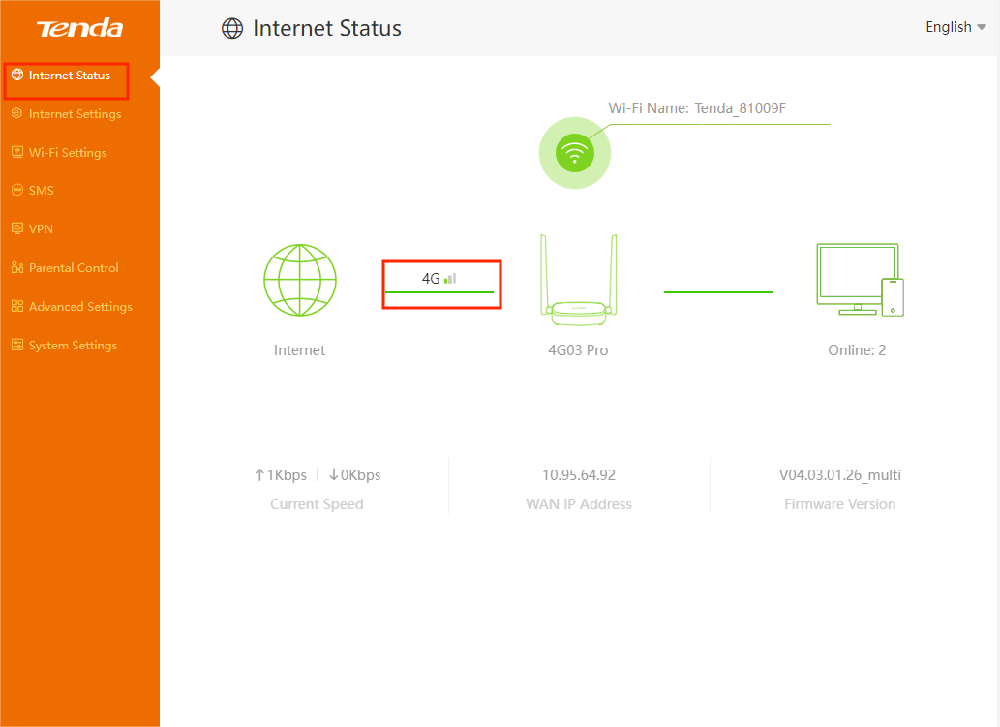 Tenda
Internet Status
English
Internet Status
Internet Settings
Wi-Fi Settings
SMS
VPN
Parental Control
Advanced Settings
System Settings
Wi-Fi Name: Tenda_81009F
4G
Internet
4G03 Pro
Online: 2
↑1Kbps ↓0Kbps
Current Speed
10.95.64.92
WAN IP Address
V04.03.01.26_multi
Firmware Version